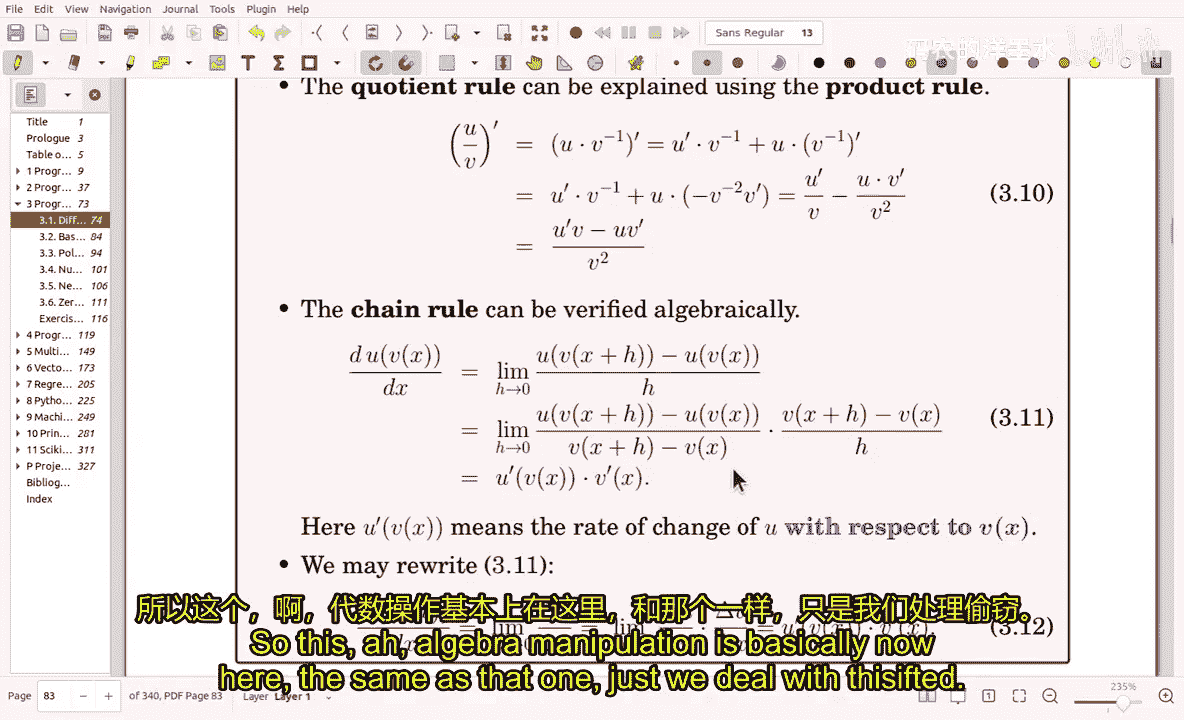 File Edit View Navigation Journal Tools Plugin Help
Sans Regular 13
Title 1
Prologue 3
Table o... 5
1 Progr... 9
2 Progr... 37
3 Progr... 73
3.1. Diff... 74
3.2. Bas... 84
3.3. Pol... 94
3.4. Nu... 101
3.5. Ne... 106
3.6. Zer... 111
Exercis... 116
4 Progr... 119
5 Multi... 149
6 Vecto... 173
7 Regre... 205
8 Pytho... 225
9 Machi... 249
10 Prin... 281
11 Sciki... 311
P Proje... 327
Bibliog...
Index
• The quotient rule can be explained using the product rule.
(u/v)′ = (u · v⁻¹)′ = u′ · v⁻¹ + u · (v⁻¹)′
= u′ · v⁻¹ + u · (−v⁻²v′) = u′/v − u · v′/v² (3.10)
= u′v − uv′/v²
• The chain rule can be verified algebraically.
d u(v(x))/dx = lim h→0 u(v(x + h)) − u(v(x))/h
= lim h→0 u(v(x + h)) − u(v(x))/v(x + h) − v(x) · v(x + h) − v(x)/h (3.11)
= u′(v(x)) · v′(x).
Here u′(v(x)) means the rate of change of u with respect to v(x).
• We may rewrite (3.11):
(3.12)
所以这个，啊，代数操作基本上在这里，和那个一样，只是我们处理偷窃。
So this, ah, algebra manipulation is basically now
here, the same as that one, just we deal with thisifted.
Page 83 of 340, PDF Page 83 Layer Layer 1 235%